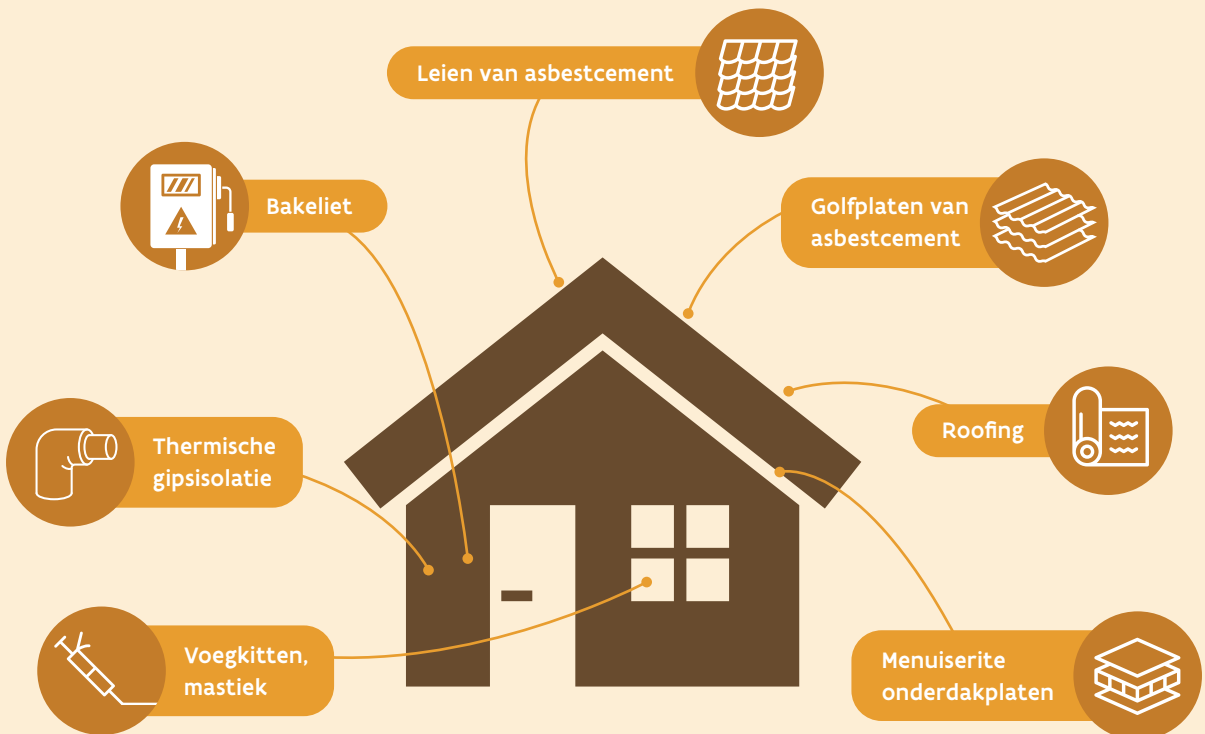 Leien van asbestcement
Bakeliet
Golfplaten van
asbestcement
Thermische
gipsisolatie
Roofing
Voegkitten,
mastiek
Menuiserite
onderdakplaten